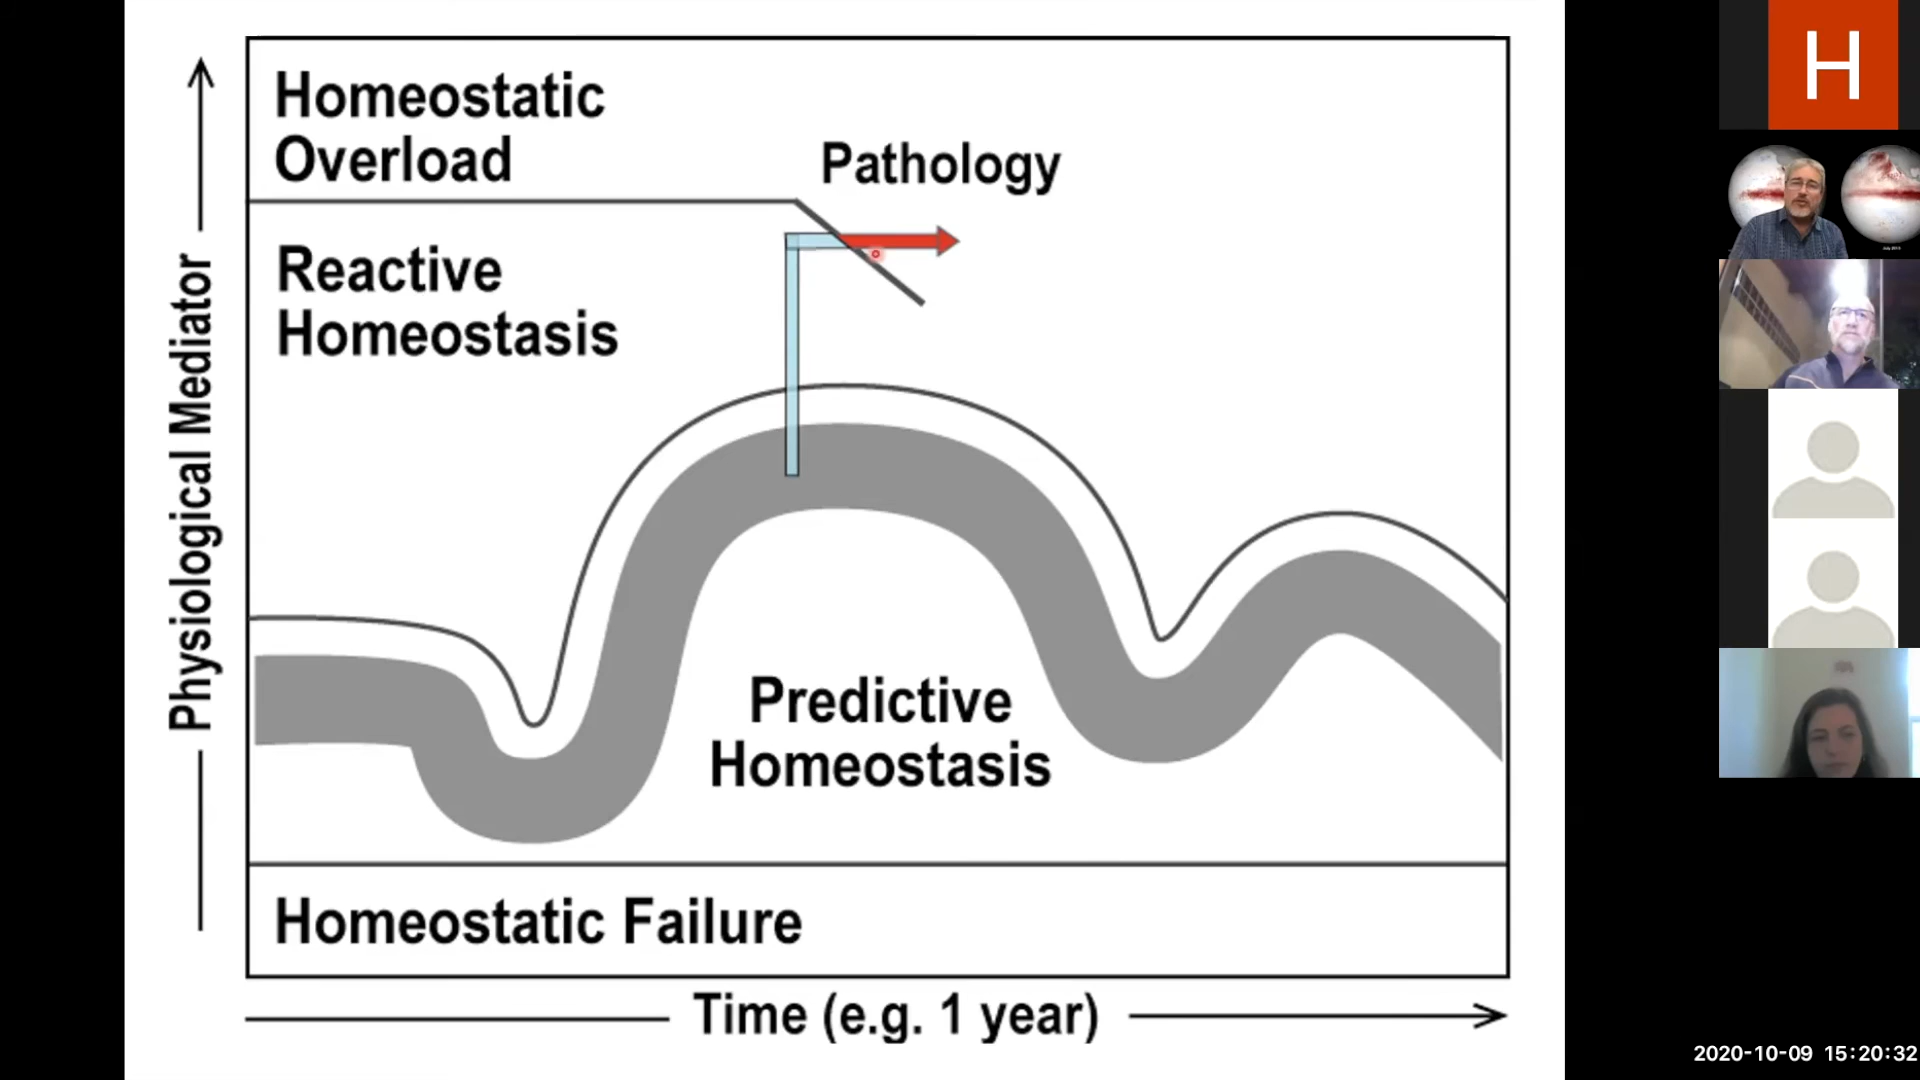 Homeostatic
Overload
Pathology
Reactive
Homeostasis
Physiological Mediator
Predictive
Homeostasis
Homeostatic Failure
Time (e.g. 1 year)
H
2020-10-09 15:20:32